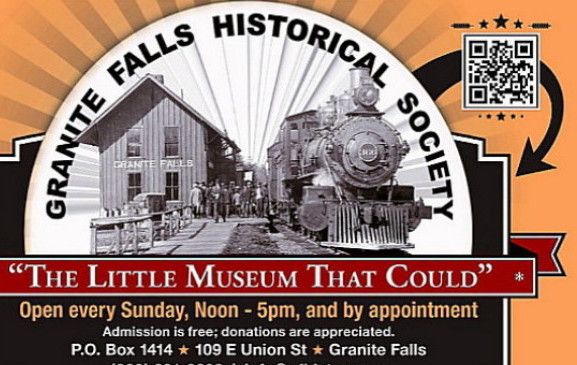 GRANITE FALLS HISTORICAL SOCIETY
GRANITE FALLS
“THE LITTLE MUSEUM THAT COULD” *
Open every Sunday, Noon - 5pm, and by appointment
Admission is free; donations are appreciated.
P.O. Box 1414 ★ 109 E Union St ★ Granite Falls